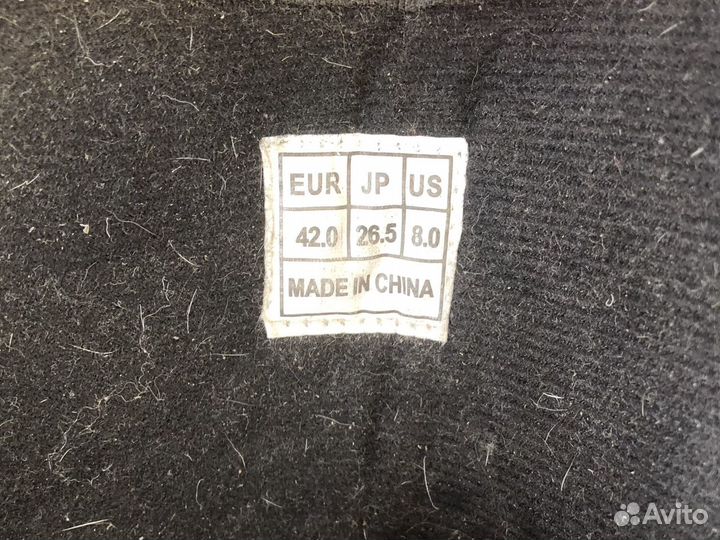 EUR JP US
42.0 26.5 8.0
MADE IN CHINA
Avito